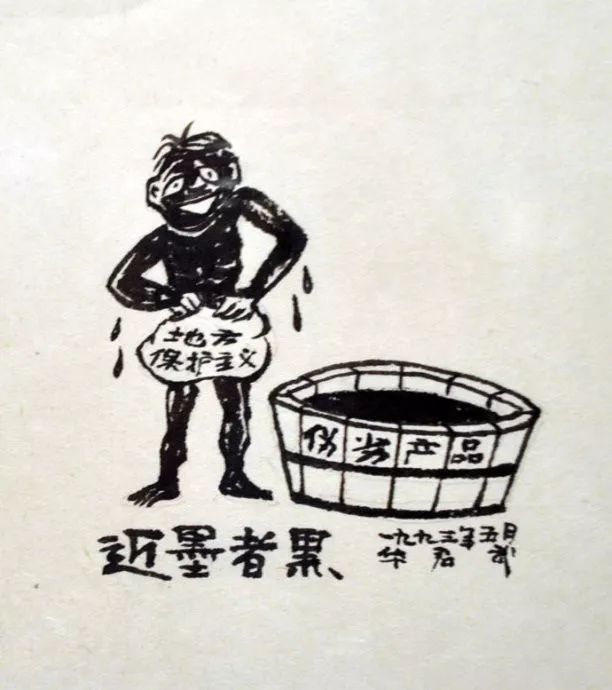 地方
保护主义
伪劣产品
近墨者黑
一九九三年五月
华君武